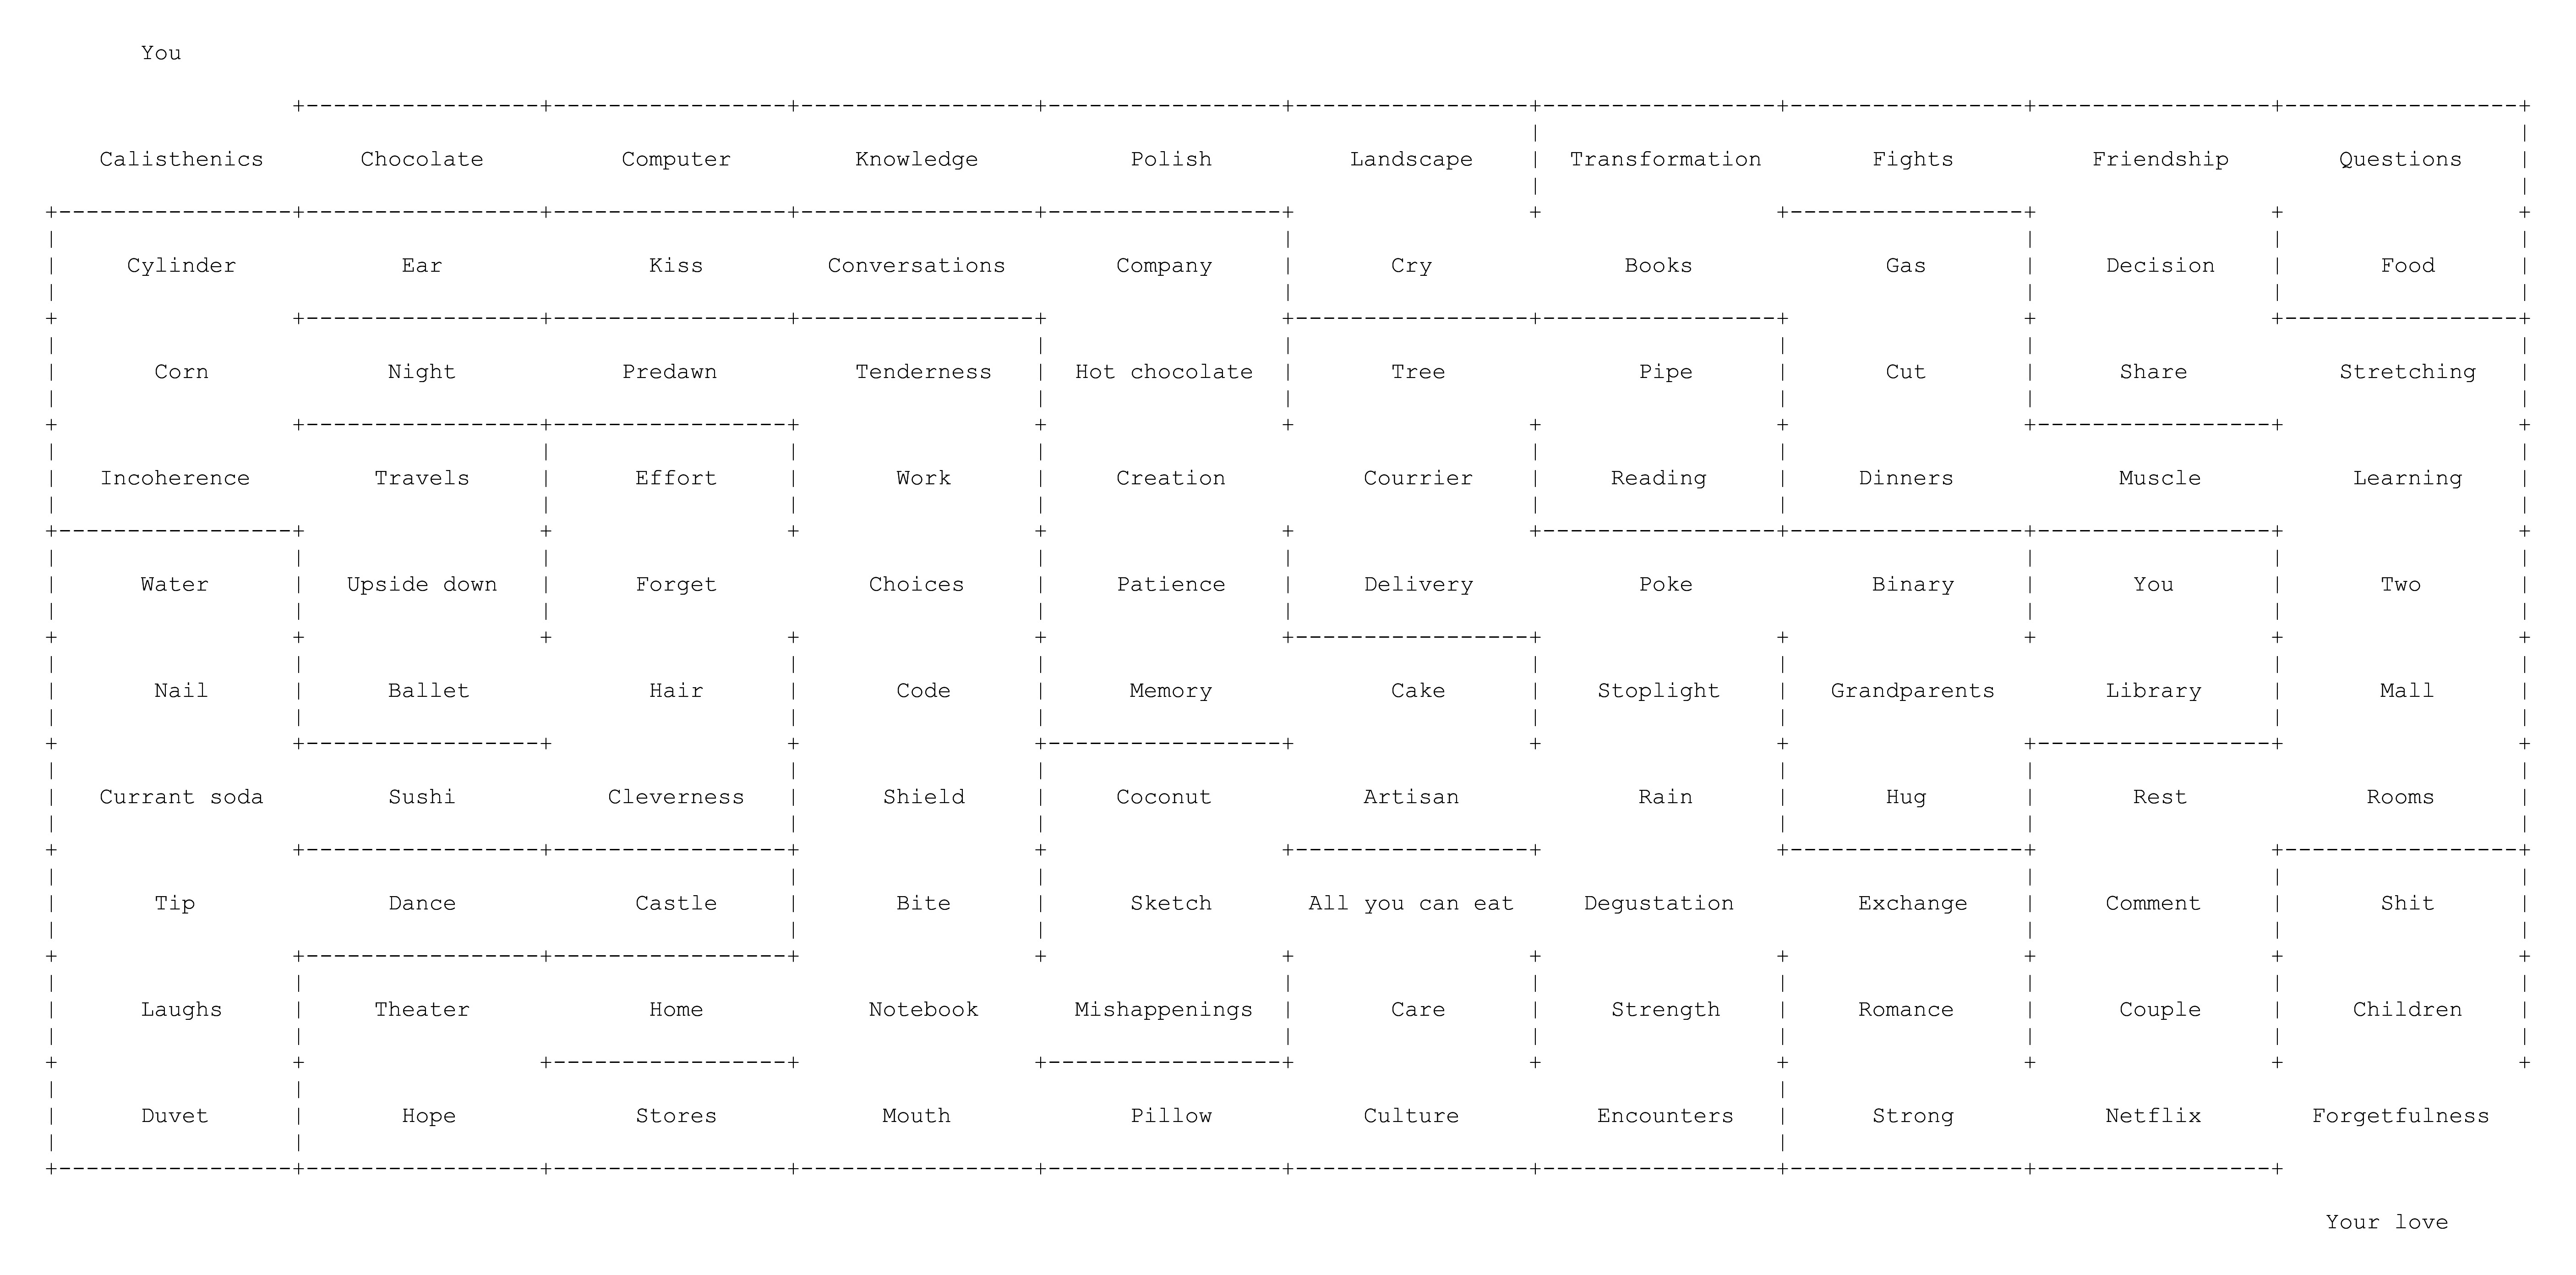 You
Calisthenics Chocolate Computer Knowledge Polish Landscape Transformation Fights Friendship Questions
Cylinder Ear Kiss Conversations Company Cry Books Gas Decision Food
Corn Night Predawn Tenderness Hot chocolate Tree Pipe Cut Share Stretching
Incoherence Travels Effort Work Creation Courrier Reading Dinners Muscle Learning
Water Upside down Forget Choices Patience Delivery Poke Binary You Two
Nail Ballet Hair Code Memory Cake Stoplight Grandparents Library Mall
Currant soda Sushi Cleverness Shield Coconut Artisan Rain Hug Rest Rooms
Tip Dance Castle Bite Sketch All you can eat Degustation Exchange Comment Shit
Laughs Theater Home Notebook Mishappenings Care Strength Romance Couple Children
Duvet Hope Stores Mouth Pillow Culture Encounters Strong Netflix Forgetfulness
Your love